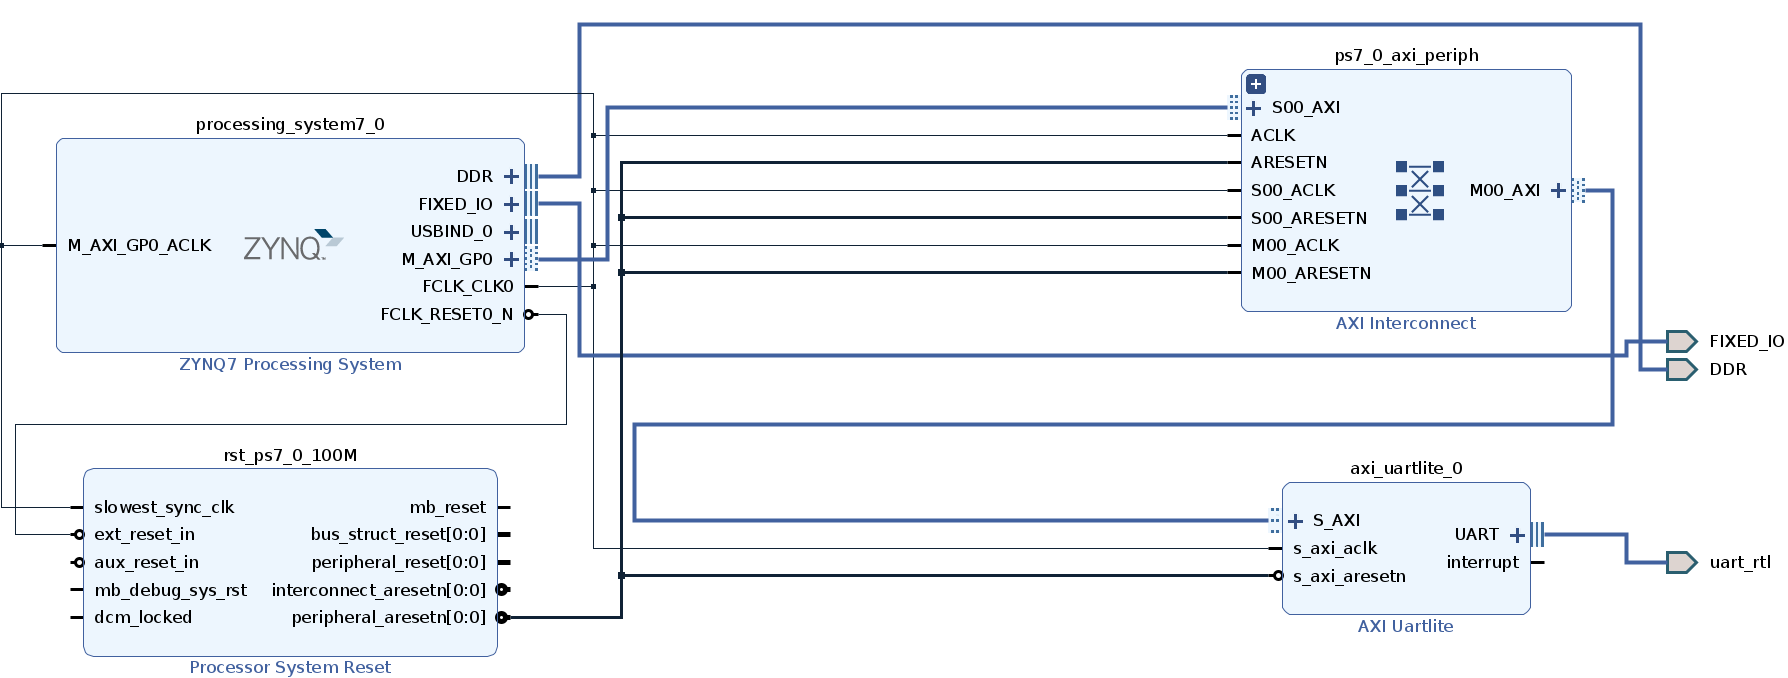 processing_system7_0
DDR
FIXED_IO
USBIND_0
M_AXI_GP0_ACLK
ZYNQ
M_AXI_GP0
FCLK_CLK0
FCLK_RESET0_N
ZYNQ7 Processing System
ps7_0_axi_periph
S00_AXI
ACLK
ARESETN
S00_ACLK
M00_AXI
S00_ARESETN
M00_ACLK
M00_ARESETN
AXI Interconnect
FIXED_IO
DDR
rst_ps7_0_100M
slowest_sync_clk
mb_reset
ext_reset_in
bus_struct_reset[0:0]
aux_reset_in
peripheral_reset[0:0]
mb_debug_sys_rst
interconnect_aresetn[0:0]
dcm_locked
peripheral_aresetn[0:0]
Processor System Reset
axi_uartlite_0
S_AXI
UART
s_axi_aclk
interrupt
s_axi_aresetn
AXI Uartlite
uart_rtl